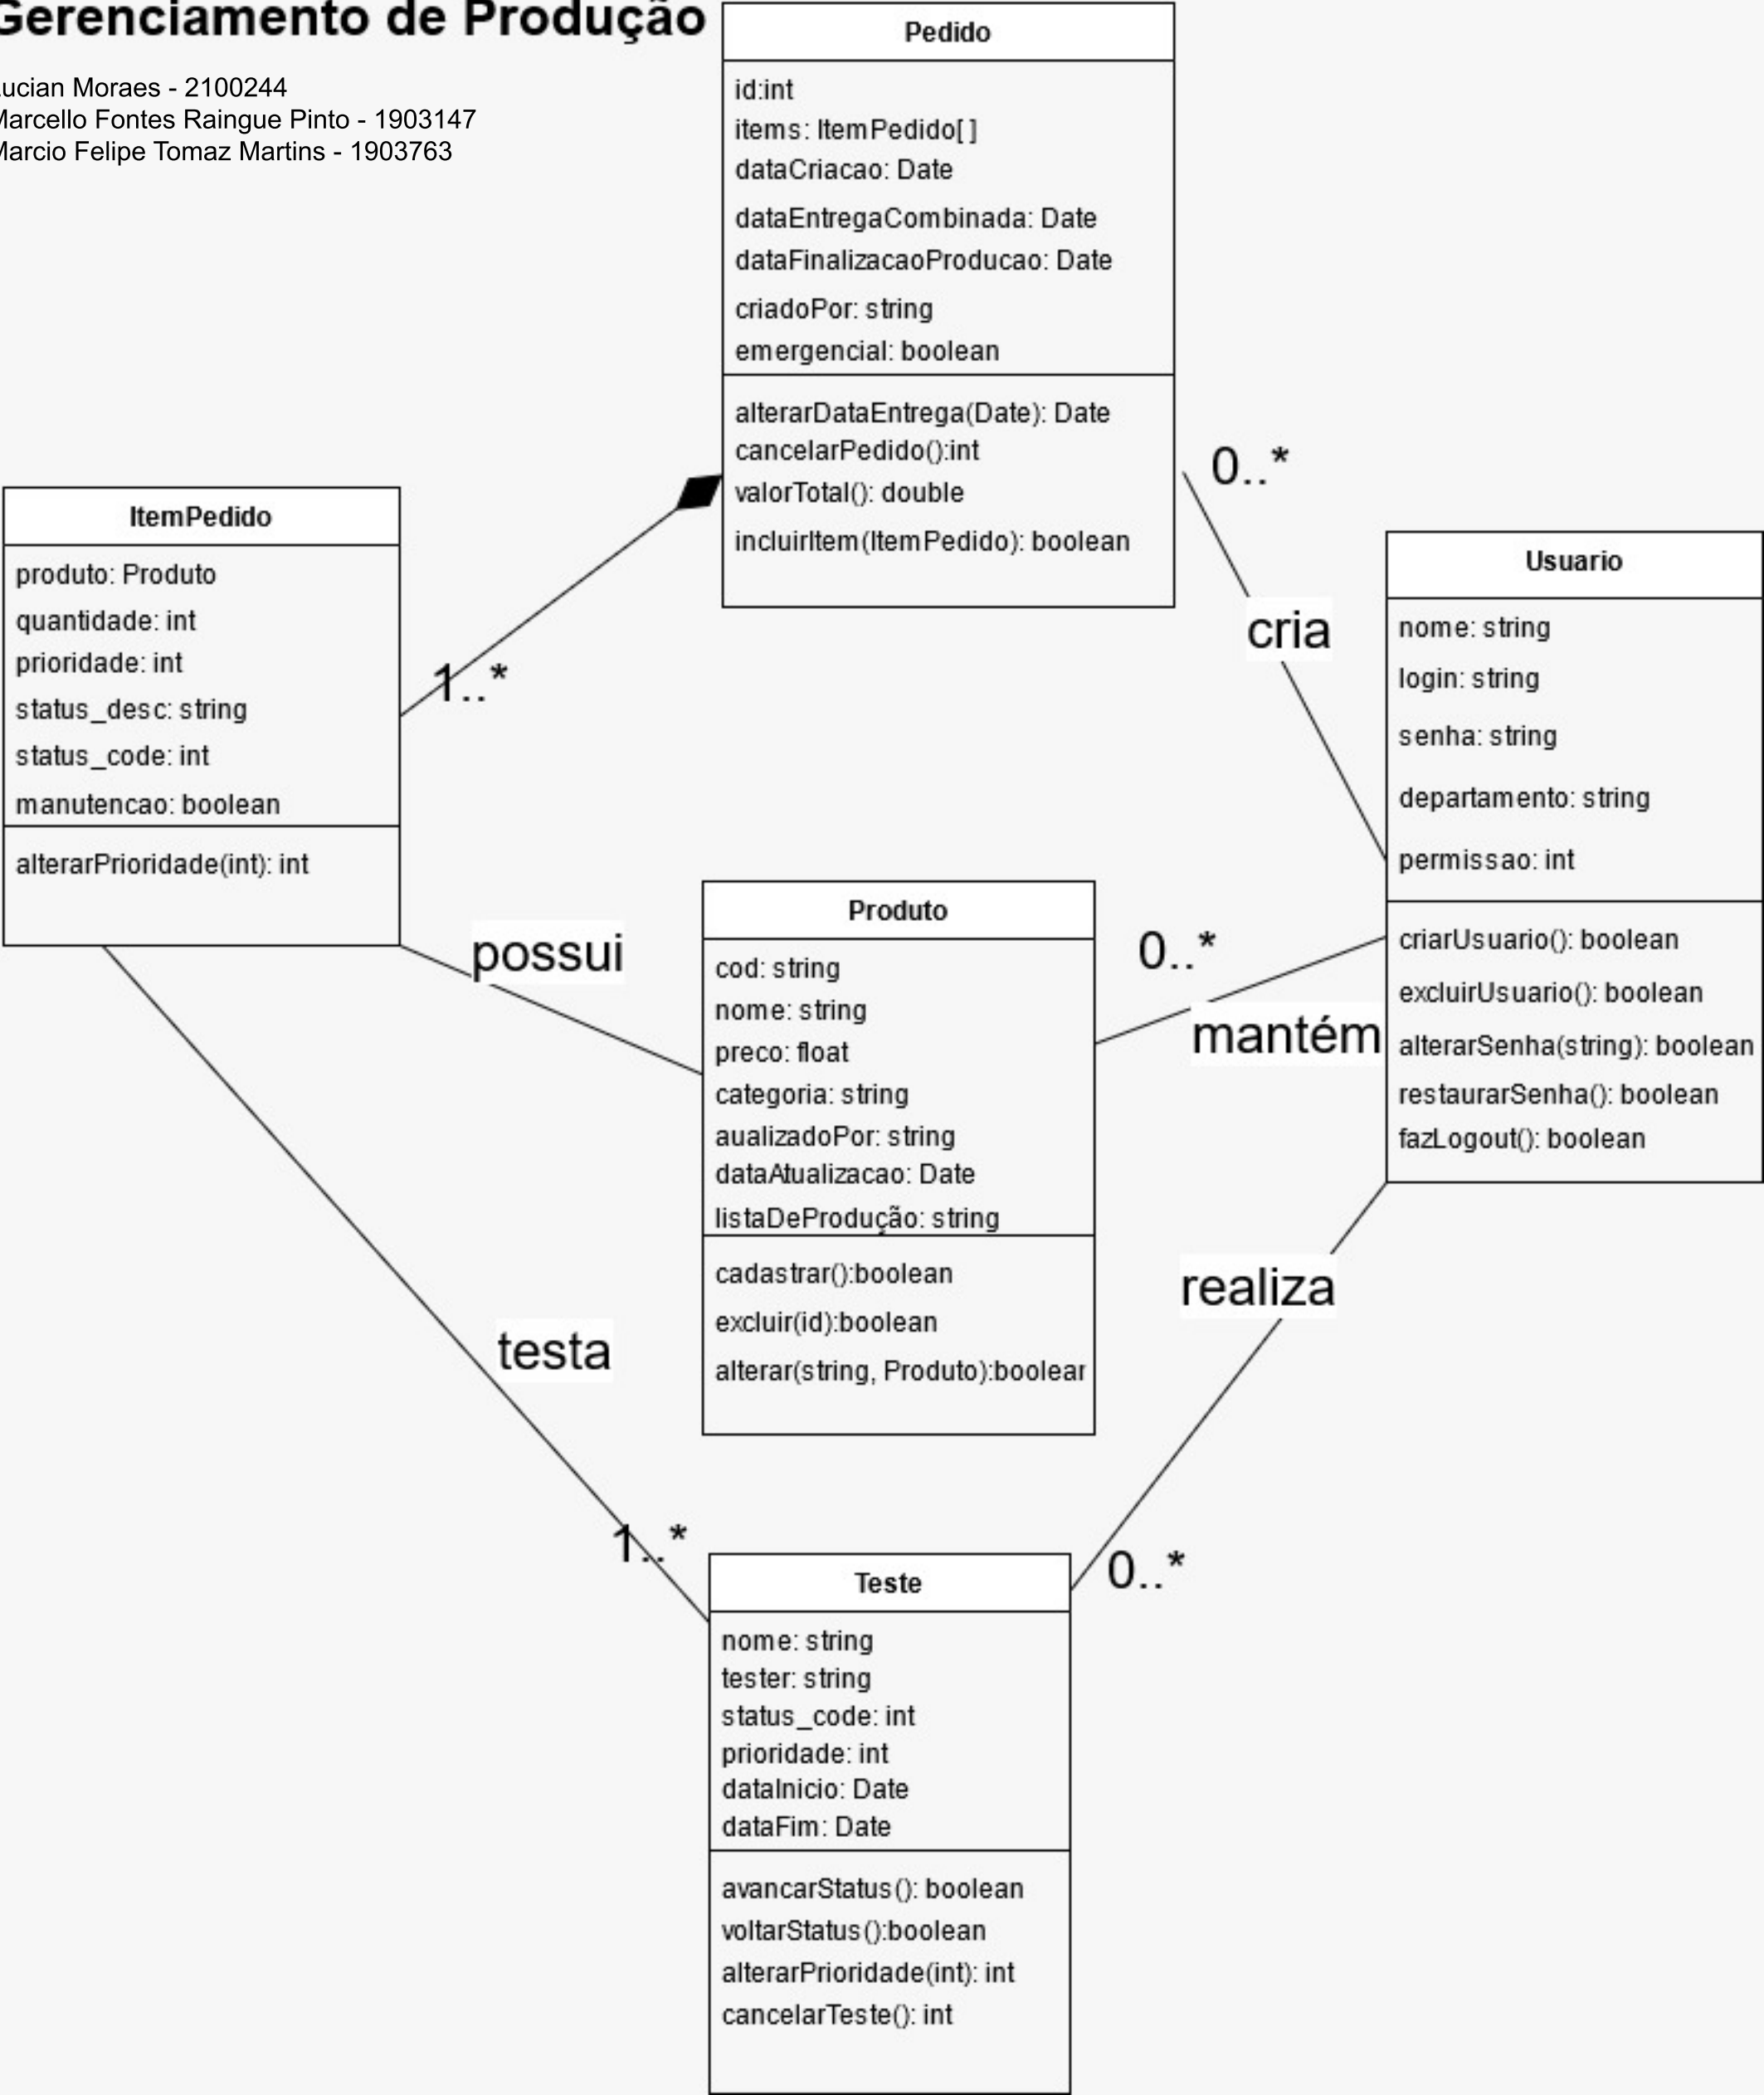 Gerenciamento de Produção
ucian Moraes - 2100244
Marcello Fontes Raingue Pinto - 1903147
Marcio Felipe Tomaz Martins - 1903763
Pedido
id:int
items: ItemPedido[ ]
dataCriacao: Date
dataEntregaCombinada: Date
dataFinalizacaoProducao: Date
criadoPor: string
emergencial: boolean
alterarDataEntrega(Date): Date
cancelarPedido():int
valorTotal(): double
incluirItem(ItemPedido): boolean
0..*
cria
ItemPedido
produto: Produto
quantidade: int
prioridade: int
status_desc: string
status_code: int
manutencao: boolean
alterarPrioridade(int): int
1..*
possui
Usuario
nome: string
login: string
senha: string
departamento: string
permissao: int
criarUsuario(): boolean
excluirUsuario(): boolean
alterarSenha(string): boolean
restaurarSenha(): boolean
fazLogout(): boolean
Produto
cod: string
nome: string
preco: float
categoria: string
aualizadoPor: string
dataAtualizacao: Date
listaDeProdução: string
cadastrar():boolean
excluir(id):boolean
alterar(string, Produto):boolear
0..*
mantém
realiza
testa
1..*
0..*
Teste
nome: string
tester: string
status_code: int
prioridade: int
dataInicio: Date
dataFim: Date
avancarStatus(): boolean
voltarStatus():boolean
alterarPrioridade(int): int
cancelarTeste(): int